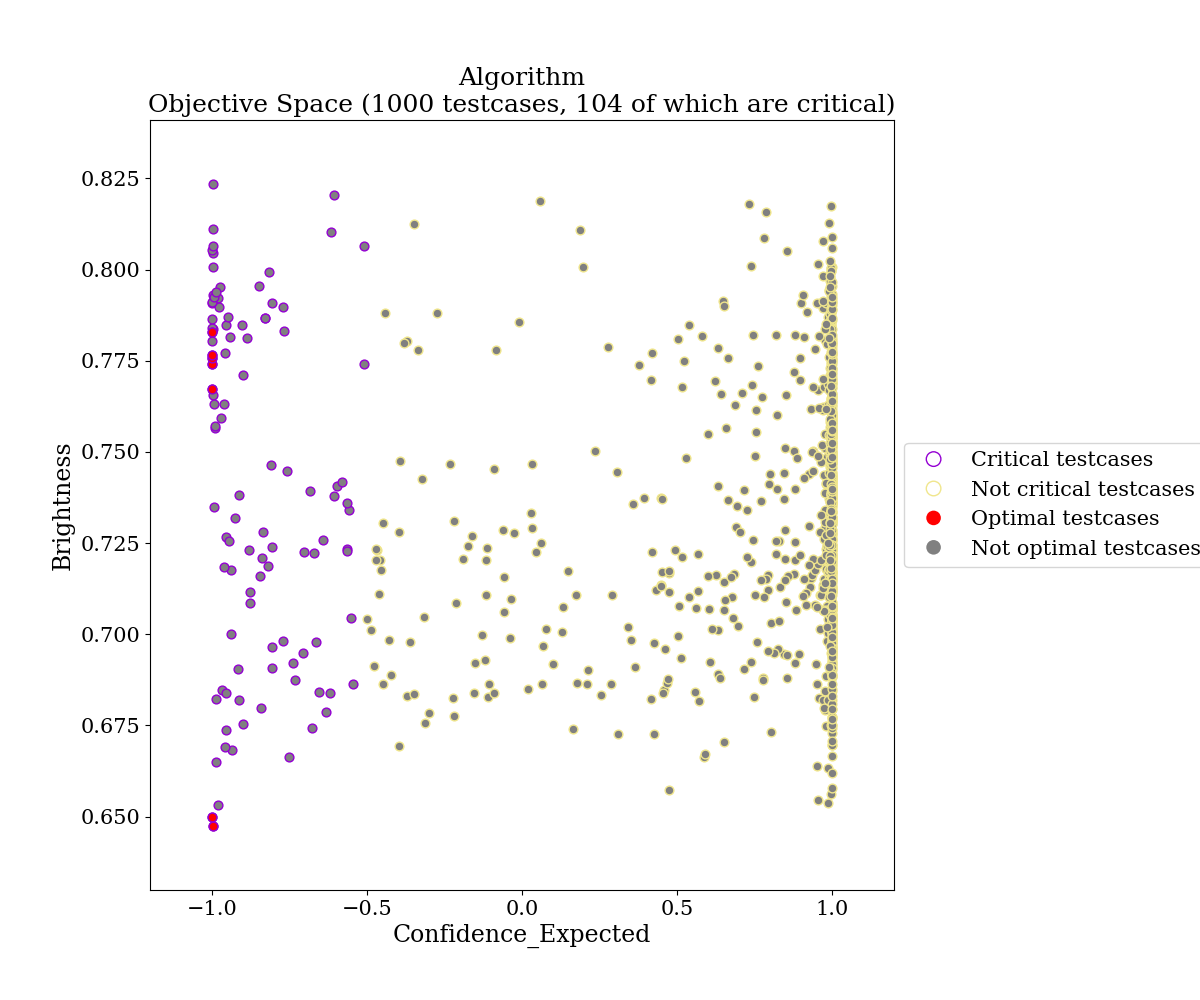 Algorithm
Objective Space (1000 testcases, 104 of which are critical)
Brightness
0.825
0.800
0.775
0.750
0.725
0.700
0.675
0.650
−1.0
−0.5
0.0
0.5
1.0
Confidence_Expected
Critical testcases
Not critical testcases
Optimal testcases
Not optimal testcases